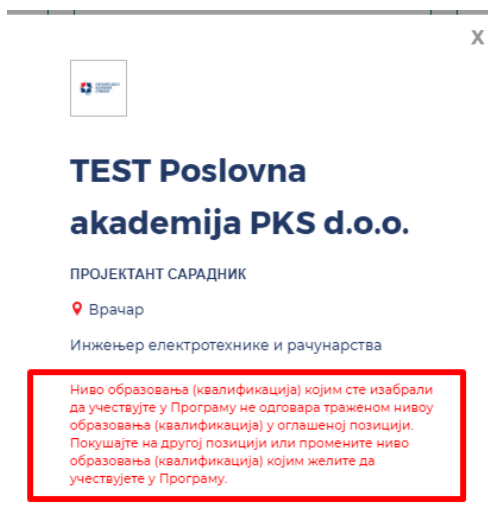 X
TEST Poslovna
akademija PKS d.o.o.
ПРОЈЕКТАНТ САРАДНИК
Врачар
Инжењер електротехнике и рачунарства
Ниво образовања (квалификација) којим сте изабрали
да учествујте у Програму не одговара траженом нивоу
образовања (квалификација) у оглашеној позицији.
Покушајте на другој позицији или промените ниво
образовања (квалификација) којим желите да
учествујете у Програму.